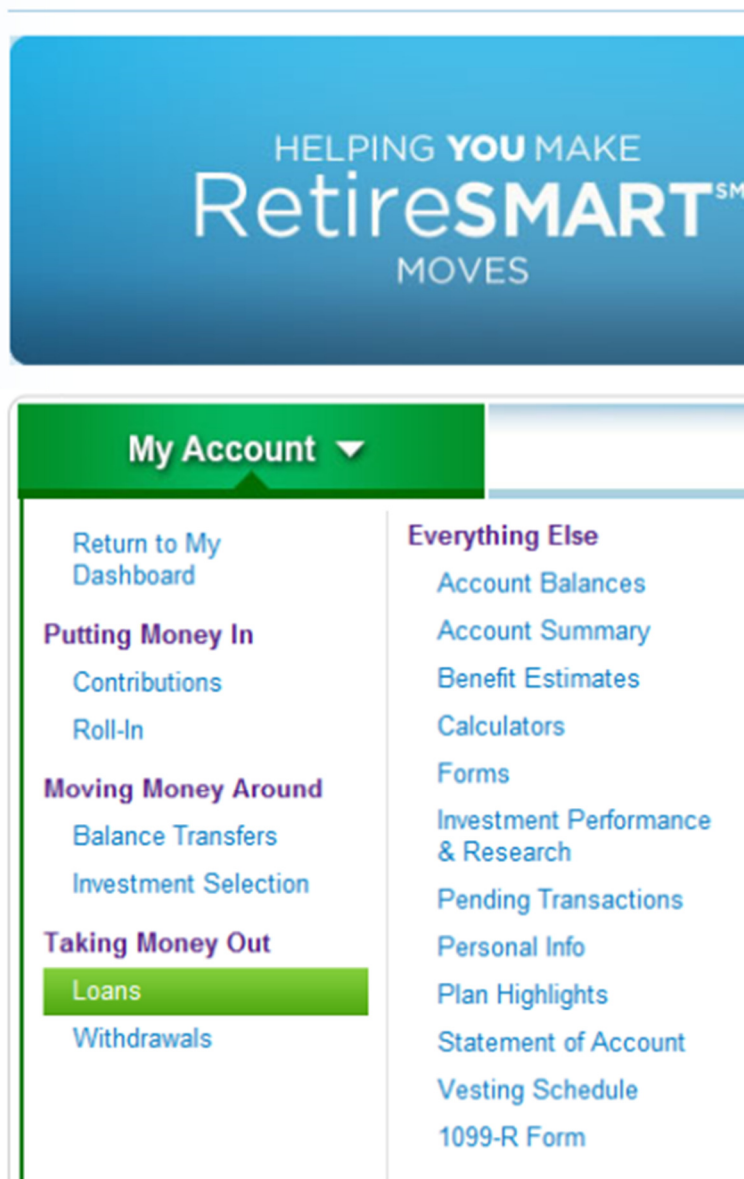 HELPING YOU MAKE
RetireSMART℠
MOVES
My Account
Return to My
Dashboard
Putting Money In
Contributions
Roll-In
Moving Money Around
Balance Transfers
Investment Selection
Taking Money Out
Loans
Withdrawals
Everything Else
Account Balances
Account Summary
Benefit Estimates
Calculators
Forms
Investment Performance
& Research
Pending Transactions
Personal Info
Plan Highlights
Statement of Account
Vesting Schedule
1099-R Form